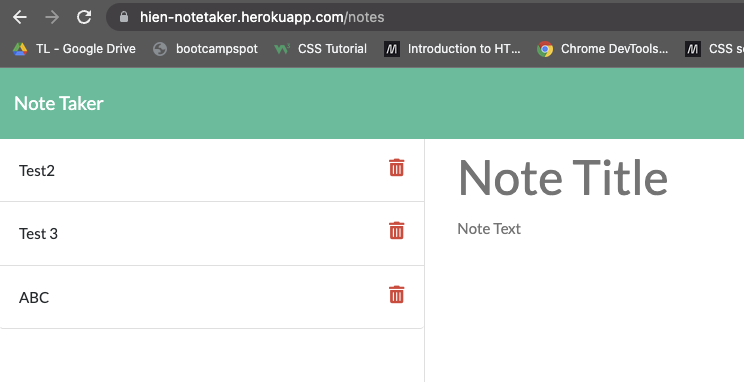 hien-notetaker.herokuapp.com/notes
TL - Google Drive bootcampspot CSS Tutorial Introduction to HT... Chrome DevTools... CSS se
Note Taker
Test2
Test 3
ABC
Note Title
Note Text